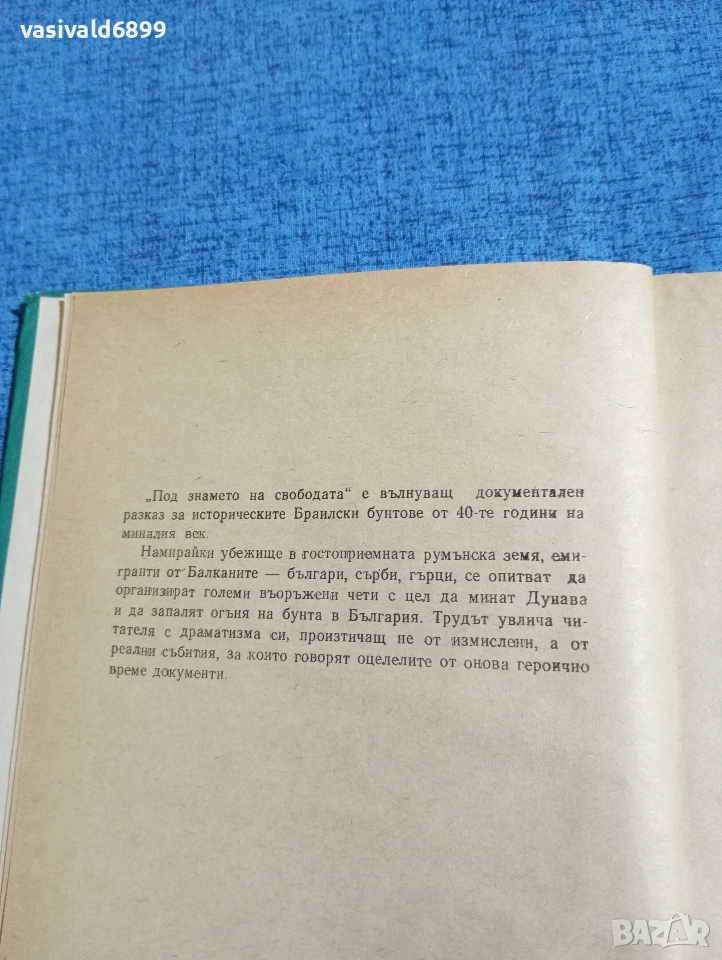 vasivald6899
„Под знамето на свободата“ е вълнуващ документален
разказ за историческите Браилски бунтове от 40-те години на
миналия век.
Намирайки убежище в гостоприемната румънска земя, еми-
гранти от Балканите — българи, сърби, гърци, се опитват да
организират големи въоръжени чети с цел да минат Дунава
и да запалят огъня на бунта в България. Трудът увлича чи-
тателя с драматизма си, произтичащ не от измислени, а от
реални събития, за които говорят оцелелите от онова героично
време документи.
BAZAR